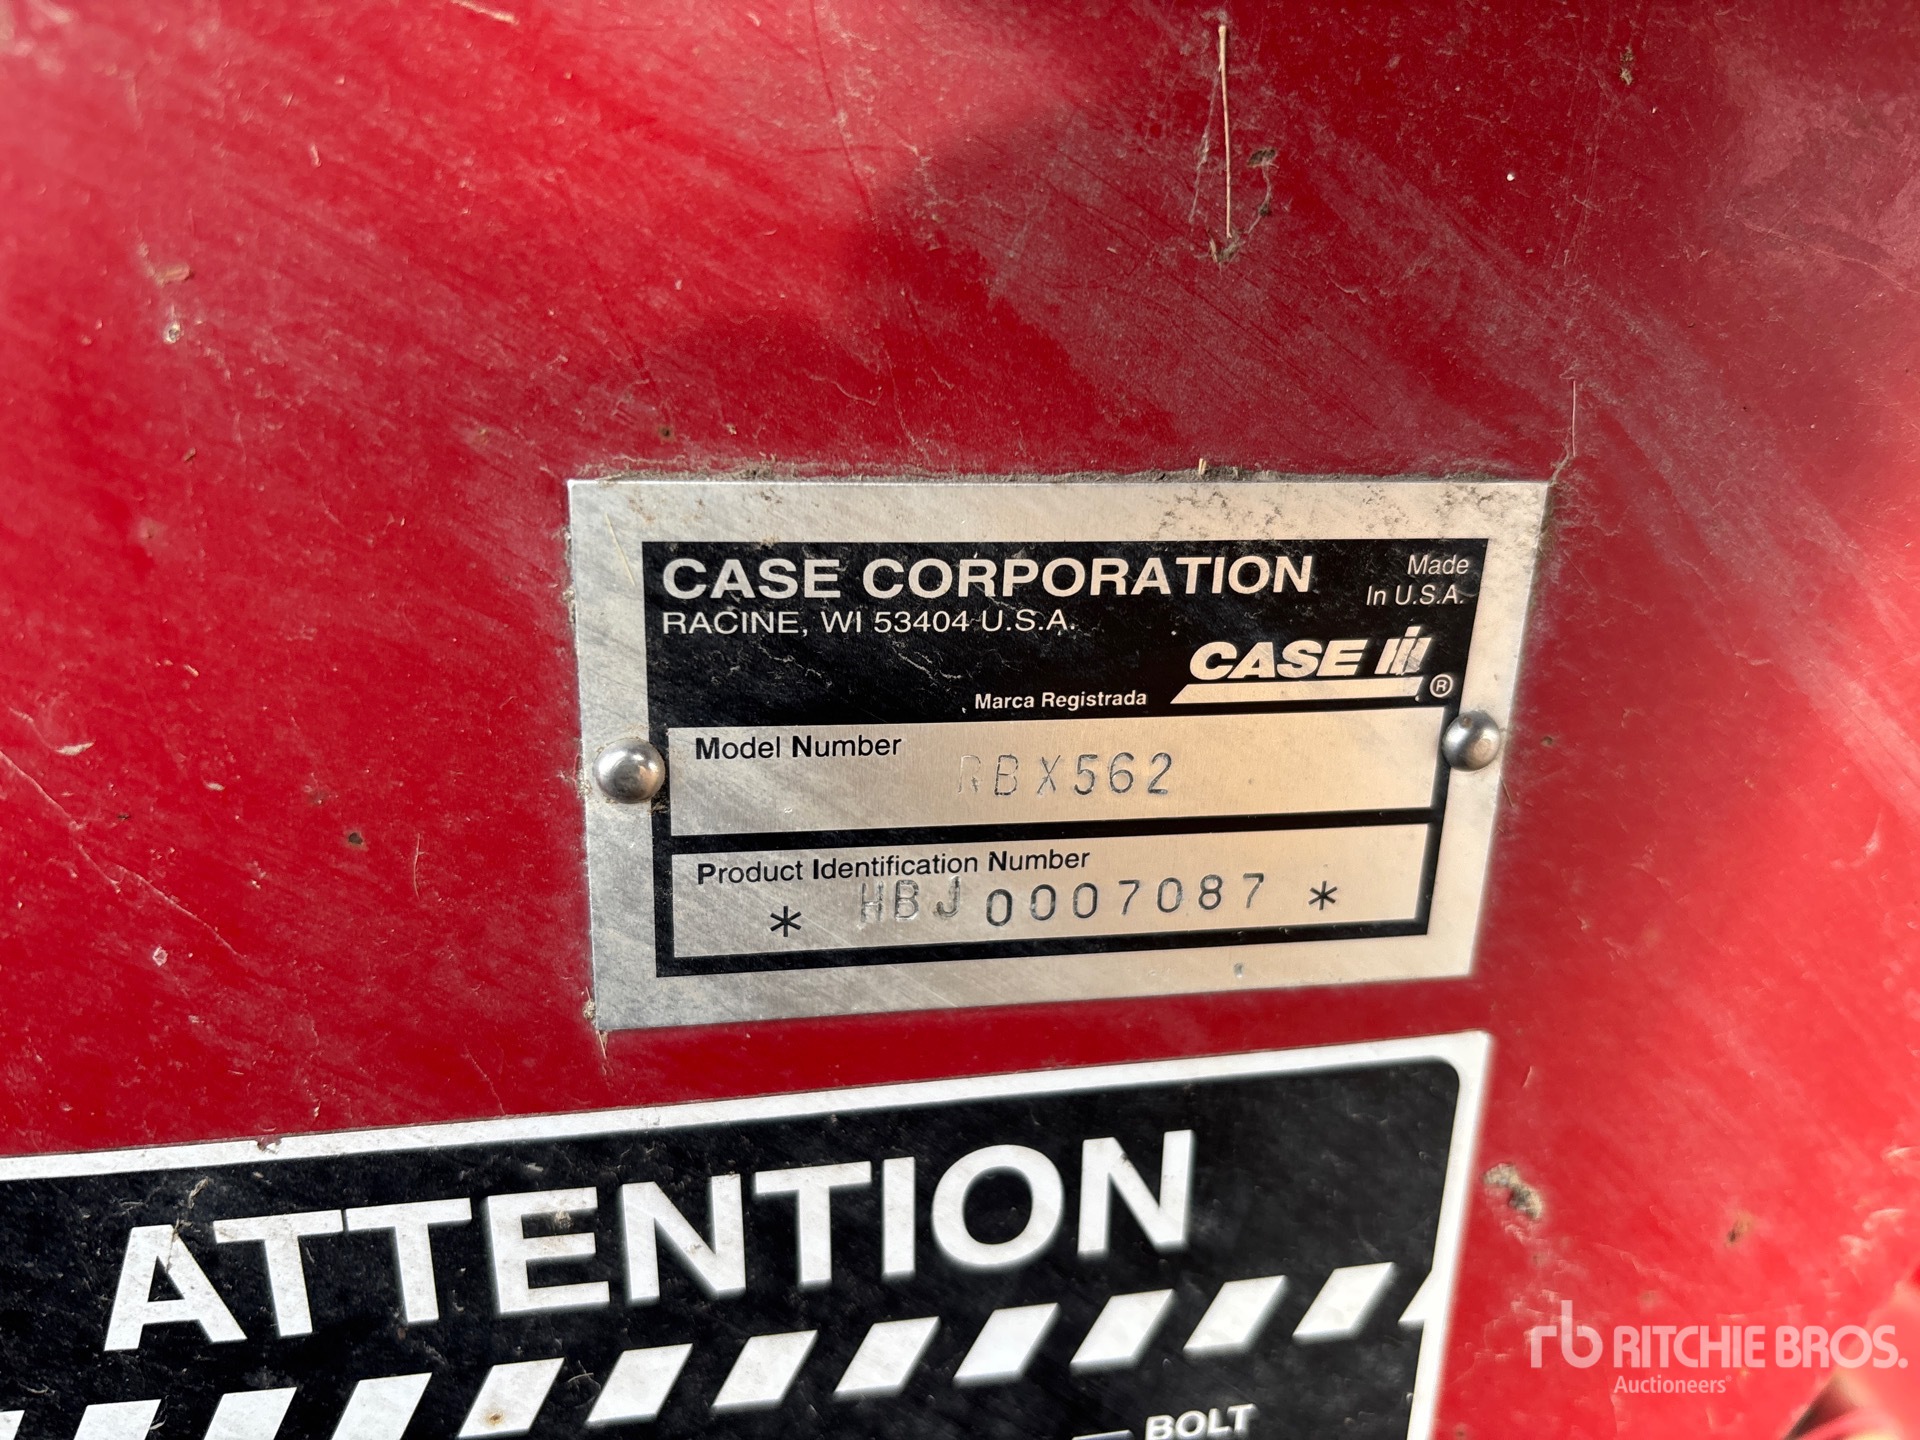 CASE CORPORATION
Made
In U.S.A.
RACINE, WI 53404 U.S.A.
CASE IH
Marca Registrada ®
Model Number RBX562
Product Identification Number
* HBJ0007087 *
ATTENTION
BOLT
rb RITCHIE BROS.
Auctioneers